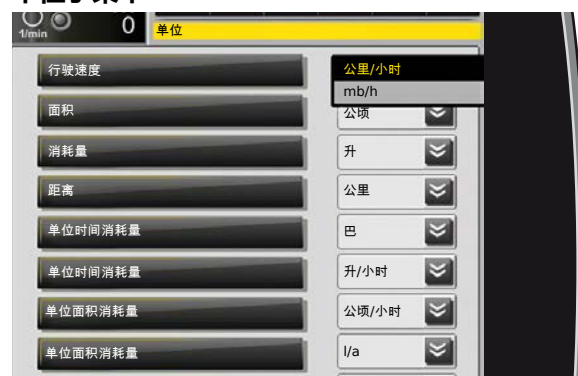 1/min
0
单位
行驶速度
公里/小时
mb/h
面积
公顷
消耗量
升
距离
公里
单位时间消耗量
巴
单位时间消耗量
升/小时
单位面积消耗量
公顷/小时
单位面积消耗量
l/a